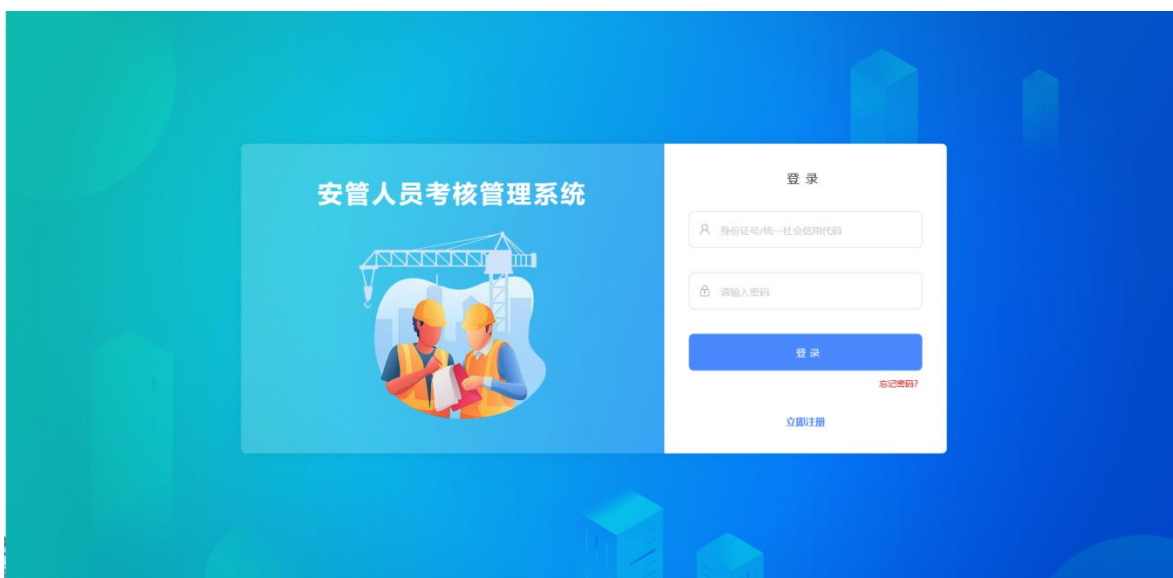 安管人员考核管理系统
登 录
身份证号/统一社会信用代码
请输入密码
登 录
忘记密码?
立即注册